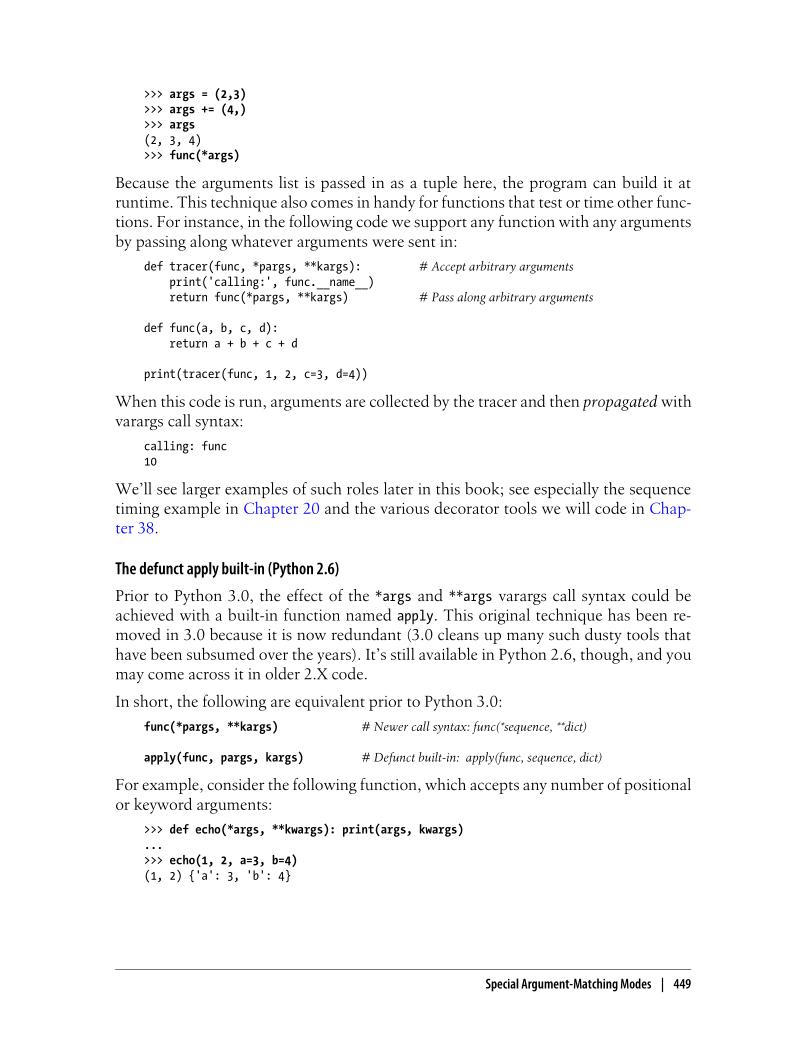 >>> args = (2,3)
>>> args += (4,)
>>> args
(2, 3, 4)
>>> func(*args)
Because the arguments list is passed in as a tuple here, the program can build it at
runtime. This technique also comes in handy for functions that test or time other func-
tions. For instance, in the following code we support any function with any arguments
by passing along whatever arguments were sent in:
def tracer(func, *pargs, **kargs): # Accept arbitrary arguments
    print('calling:', func.__name__)
    return func(*pargs, **kargs) # Pass along arbitrary arguments
def func(a, b, c, d):
    return a + b + c + d
print(tracer(func, 1, 2, c=3, d=4))
When this code is run, arguments are collected by the tracer and then propagated with
varargs call syntax:
calling: func
10
We'll see larger examples of such roles later in this book; see especially the sequence
timing example in Chapter 20 and the various decorator tools we will code in Chap-
ter 38.
The defunct apply built-in (Python 2.6)
Prior to Python 3.0, the effect of the *args and **args varargs call syntax could be
achieved with a built-in function named apply. This original technique has been re-
moved in 3.0 because it is now redundant (3.0 cleans up many such dusty tools that
have been subsumed over the years). It's still available in Python 2.6, though, and you
may come across it in older 2.X code.
In short, the following are equivalent prior to Python 3.0:
func(*pargs, **kargs) # Newer call syntax: func(*sequence, **dict)
apply(func, pargs, kargs) # Defunct built-in: apply(func, sequence, dict)
For example, consider the following function, which accepts any number of positional
or keyword arguments:
>>> def echo(*args, **kwargs): print(args, kwargs)
...
>>> echo(1, 2, a=3, b=4)
(1, 2) {'a': 3, 'b': 4}
Special Argument-Matching Modes | 449